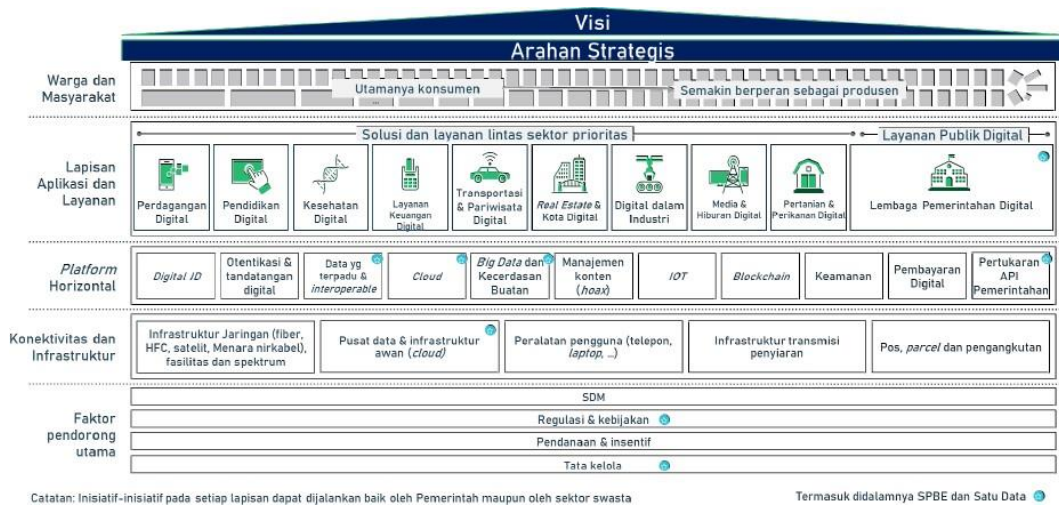 Visi
Arahan Strategis
Warga dan
Masyarakat
Utamanya konsumen
...
Semakin berperan sebagai produsen
Lapisan
Aplikasi dan
Layanan
Solusi dan layanan lintas sektor prioritas
Layanan Publik Digital
Perdagangan
Digital
Pendidikan
Digital
Kesehatan
Digital
Layanan
Keuangan
Digital
Transportasi
& Pariwisata
Digital
Real Estate &
Kota Digital
Digital dalam
Industri
Media &
Hiburan Digital
Pertanian &
Perikanan Digital
Lembaga Pemerintahan Digital
Platform
Horizontal
Digital ID
Otentikasi &
tandatangan
digital
Data yg
terpadu &
interoperable
Cloud
Big Data dan
Kecerdasan
Buatan
Manajemen
konten
(hoax)
IOT
Blockchain
Keamanan
Pembayaran
Digital
Pertukaran
API
Pemerintahan
Konektivitas dan
Infrastruktur
Infrastruktur Jaringan (fiber,
HFC, satelit, Menara nirkabel),
fasilitas dan spektrum
Pusat data & infrastruktur
awan (cloud)
Peralatan pengguna (telepon,
laptop, ...)
Infrastruktur transmisi
penyiaran
Pos, parcel dan pengangkutan
Faktor
pendorong
utama
SDM
Regulasi & kebijakan
Pendanaan & insentif
Tata kelola
Catatan: Inisiatif-inisiatif pada setiap lapisan dapat dijalankan baik oleh Pemerintah maupun oleh sektor swasta
Termasuk didalamnya SPBE dan Satu Data